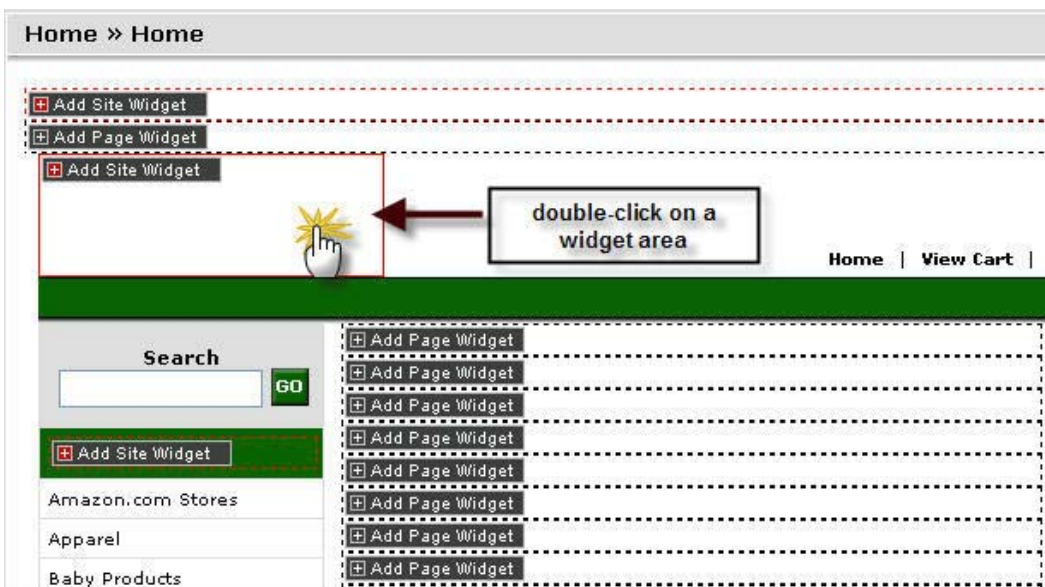 Home » Home
Add Site Widget
Add Page Widget
Add Site Widget
double-click on a
widget area
Home | View Cart |
Search
GO
Add Site Widget
Amazon.com Stores
Apparel
Baby Products
Add Page Widget
Add Page Widget
Add Page Widget
Add Page Widget
Add Page Widget
Add Page Widget
Add Page Widget
Add Page Widget